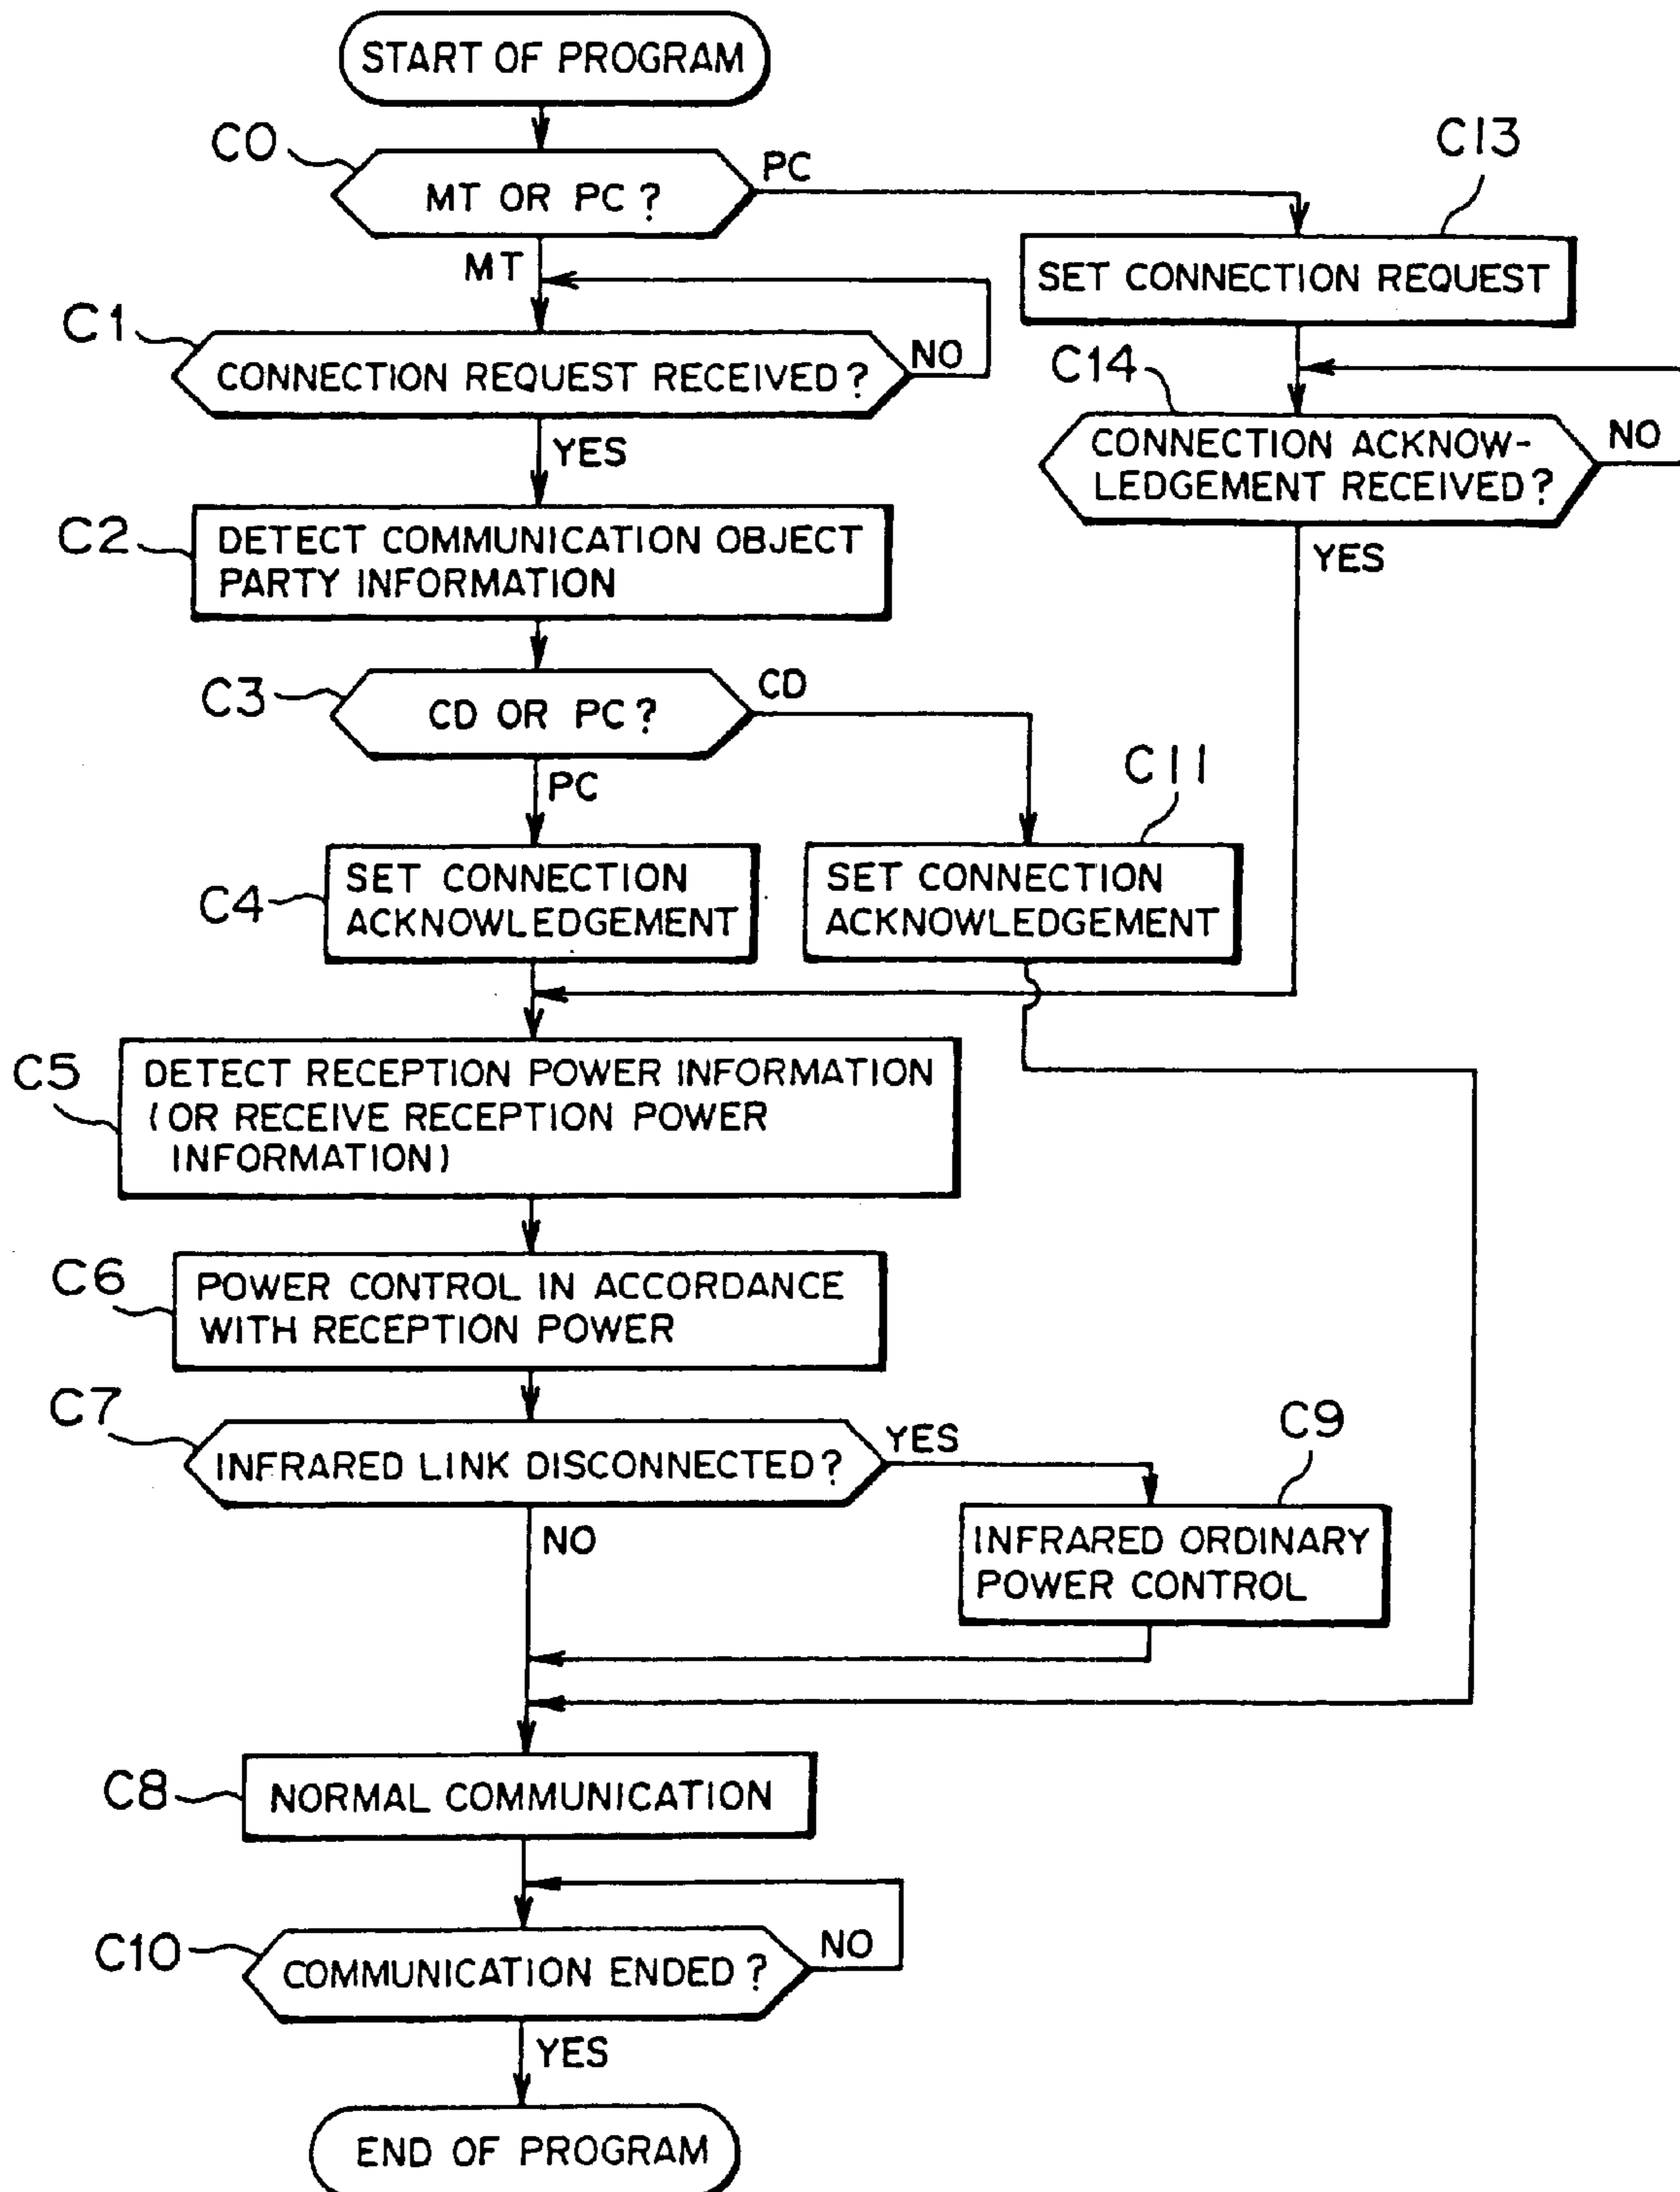 START OF PROGRAM
C0
MT OR PC?
PC
C13
SET CONNECTION REQUEST
MT
C1
CONNECTION REQUEST RECEIVED?
NO
C14
CONNECTION ACKNOW-
LEDGEMENT RECEIVED?
NO
YES
YES
C2
DETECT COMMUNICATION OBJECT
PARTY INFORMATION
C3
CD OR PC?
CD
PC
C11
C4
SET CONNECTION
ACKNOWLEDGEMENT
SET CONNECTION
ACKNOWLEDGEMENT
C5
DETECT RECEPTION POWER INFORMATION
(OR RECEIVE RECEPTION POWER
INFORMATION)
C6
POWER CONTROL IN ACCORDANCE
WITH RECEPTION POWER
C7
INFRARED LINK DISCONNECTED?
YES
C9
NO
INFRARED ORDINARY
POWER CONTROL
C8
NORMAL COMMUNICATION
C10
COMMUNICATION ENDED?
NO
YES
END OF PROGRAM